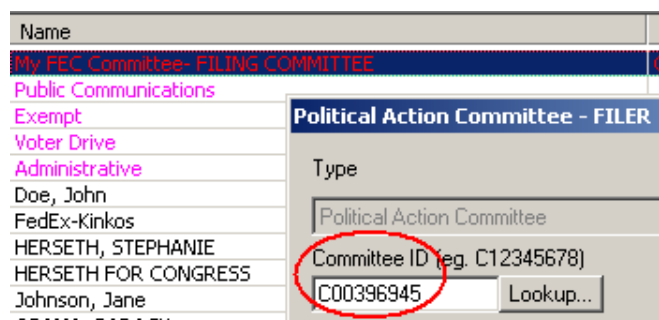 Name
My FEC Committee- FILING COMMITTEE
Public Communications
Exempt
Voter Drive
Administrative
Doe, John
FedEx-Kinkos
HERSETH, STEPHANIE
HERSETH FOR CONGRESS
Johnson, Jane
Political Action Committee - FILER
Type
Political Action Committee
Committee ID (eg. C12345678)
C00396945
Lookup...